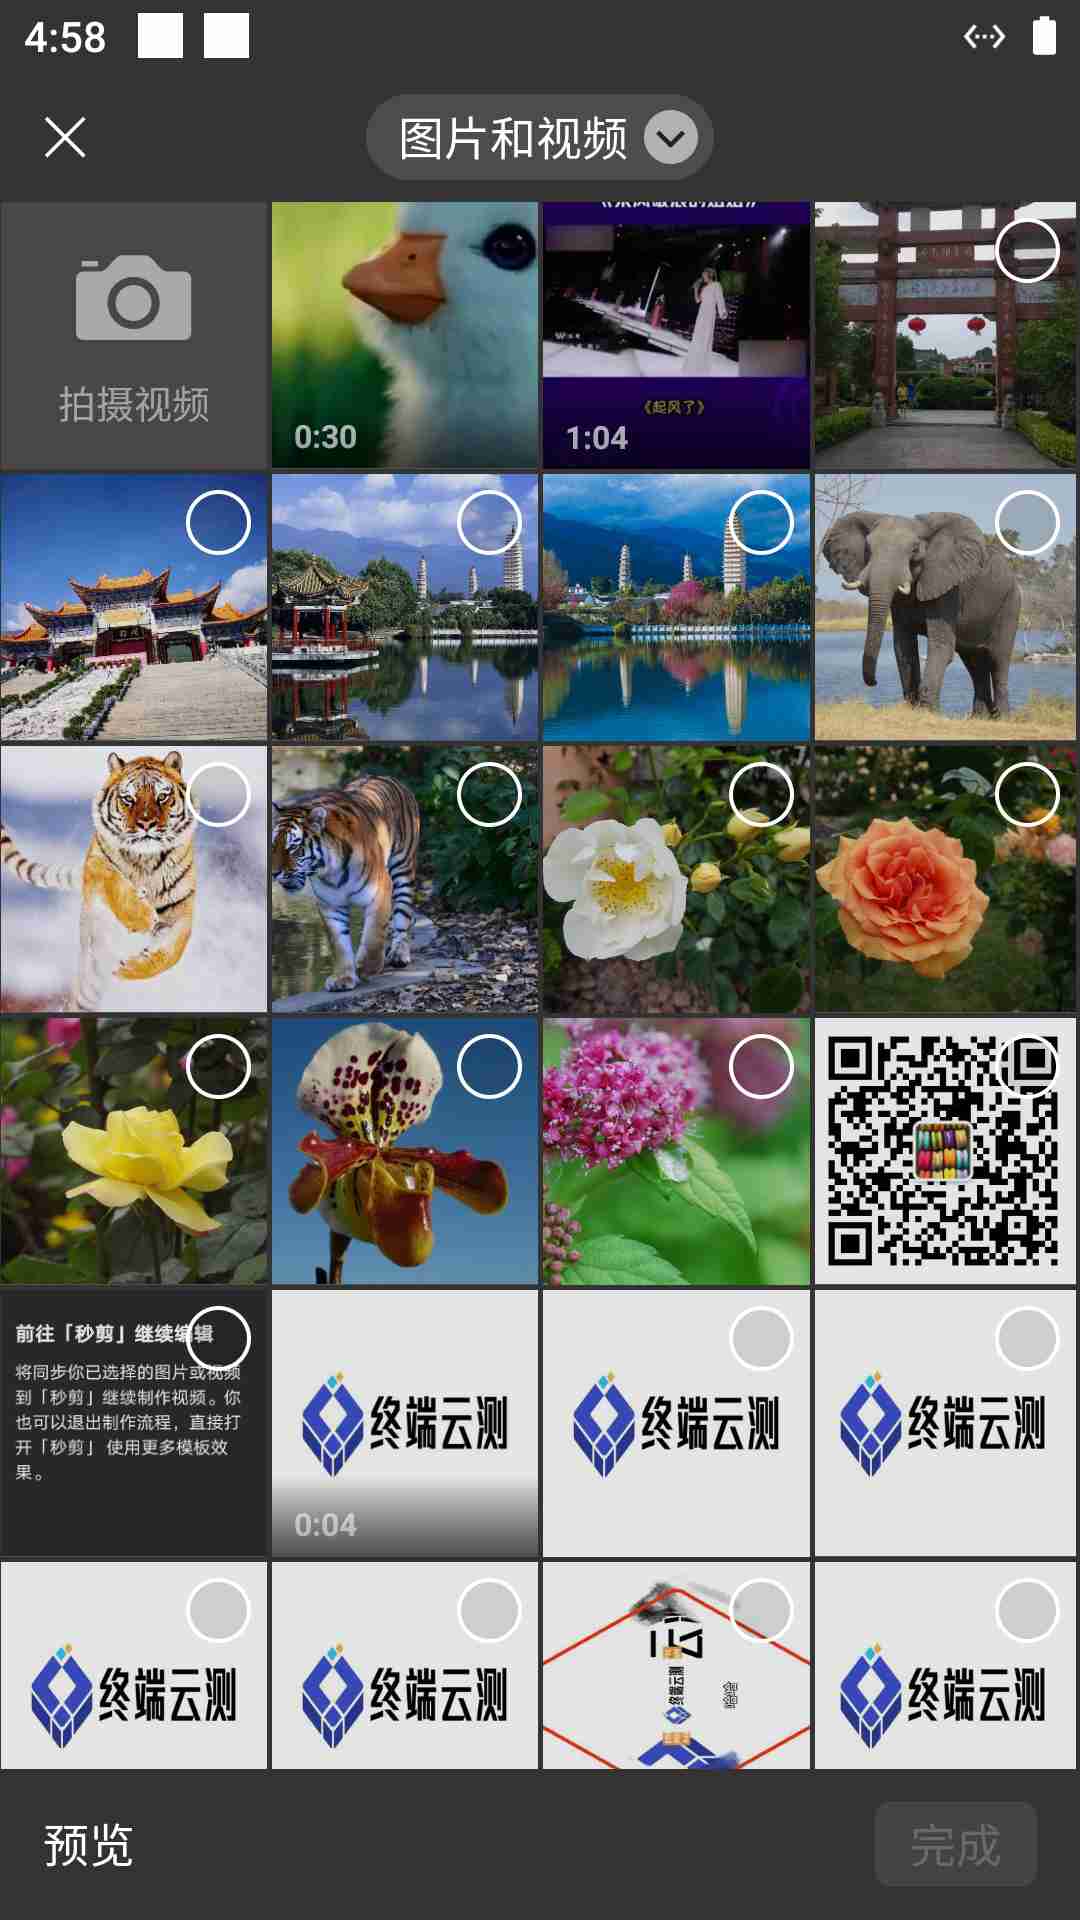 4:58
图片和视频
拍摄视频
0:30
1:04
《起风了》
前往「秒剪」继续编辑
将同步你已选择的图片或视频
到「秒剪」继续制作视频。你
也可以退出制作流程，直接打
开「秒剪」 使用更多模板效
果。
终端云测
0:04
终端云测
终端云测
终端云测
终端云测
终端云测
终端云测
预览
完成